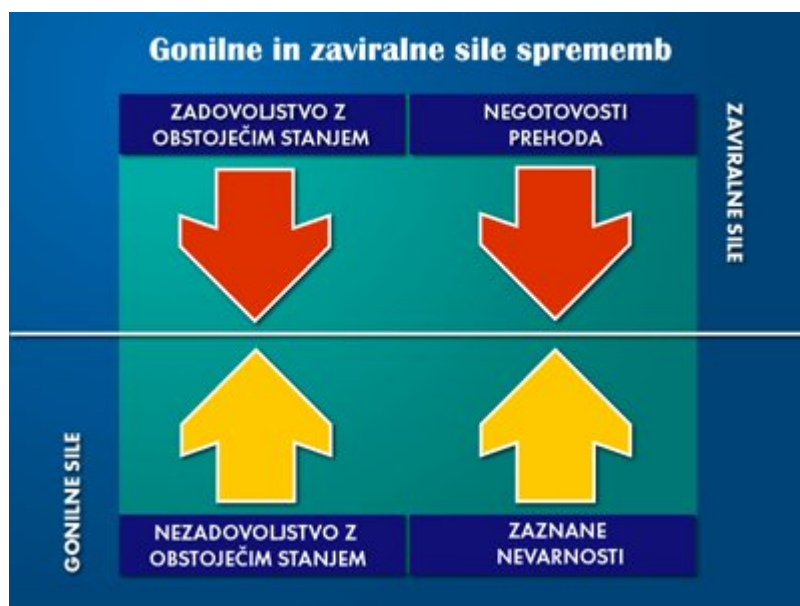 Gonilne in zaviralne sile sprememb
ZADOVOLJSTVO Z
OBSTOJEČIM STANJEM
NEGOTOVOSTI
PREHODA
ZAVIRALNE SILE
GONILNE SILE
NEZADOVOLJSTVO Z
OBSTOJEČIM STANJEM
ZAZNANE
NEVARNOSTI